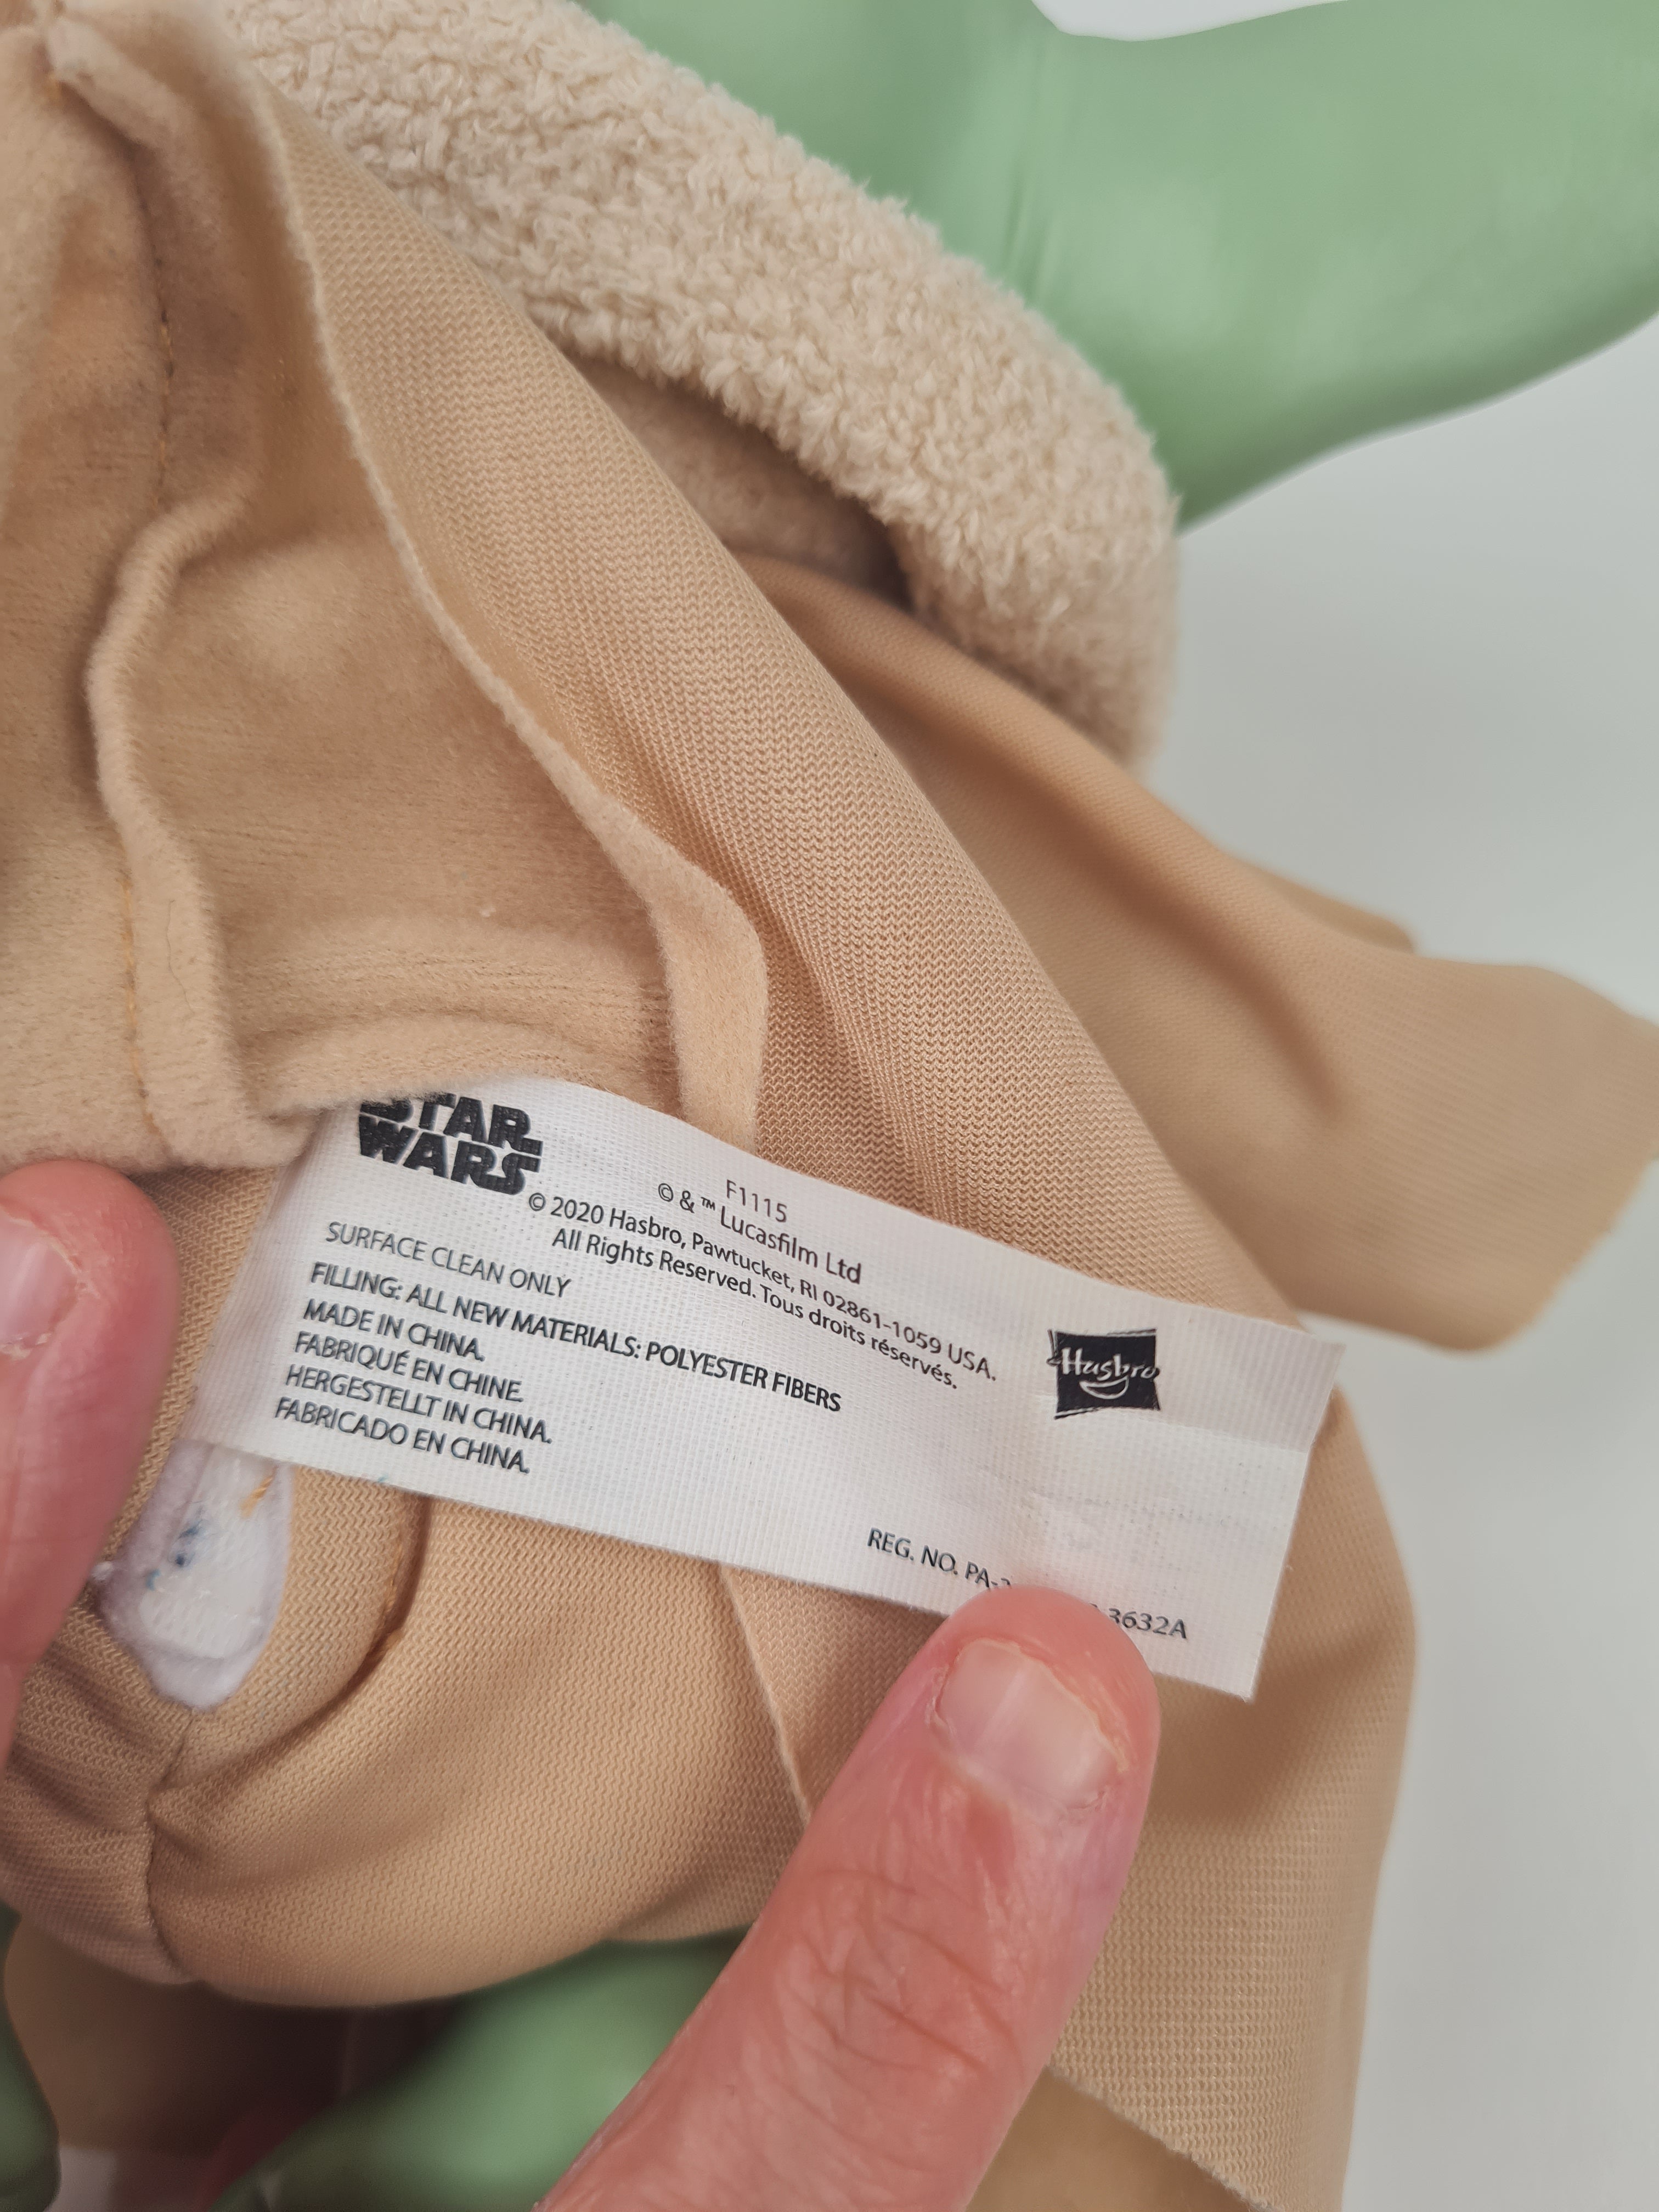 STAR
WARS
F1115
© & ™ Lucasfilm Ltd
© 2020 Hasbro, Pawtucket, RI 02861-1059 USA.
All Rights Reserved. Tous droits réservés.
SURFACE CLEAN ONLY
FILLING: ALL NEW MATERIALS: POLYESTER FIBERS
MADE IN CHINA.
FABRIQUÉ EN CHINE.
HERGESTELLT IN CHINA.
FABRICADO EN CHINA.
Hasbro
REG. NO. PA-
3632A